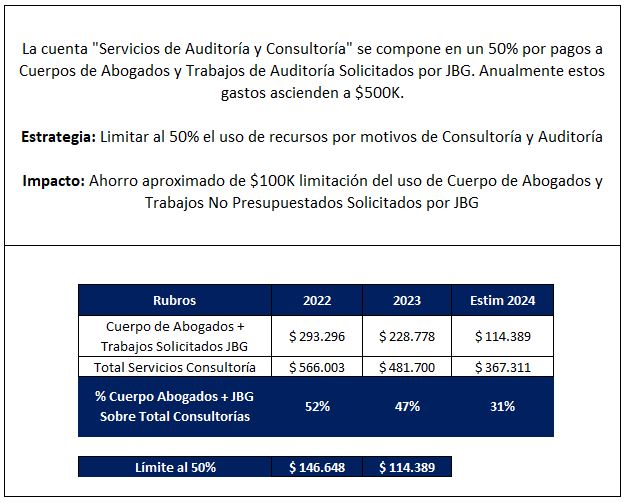 La cuenta "Servicios de Auditoría y Consultoría" se compone en un 50% por pagos a
Cuerpos de Abogados y Trabajos de Auditoría Solicitados por JBG. Anualmente estos
gastos ascienden a $500K.
Estrategia: Limitar al 50% el uso de recursos por motivos de Consultoría y Auditoría
Impacto: Ahorro aproximado de $100K limitación del uso de Cuerpo de Abogados y
Trabajos No Presupuestados Solicitados por JBG
Rubros 2022 2023 Estim 2024
Cuerpo de Abogados +
Trabajos Solicitados JBG $ 293.296 $ 228.778 $ 114.389
Total Servicios Consultoría $ 566.003 $ 481.700 $ 367.311
% Cuerpo Abogados + JBG
Sobre Total Consultorías 52% 47% 31%
Límite al 50% $ 146.648 $ 114.389